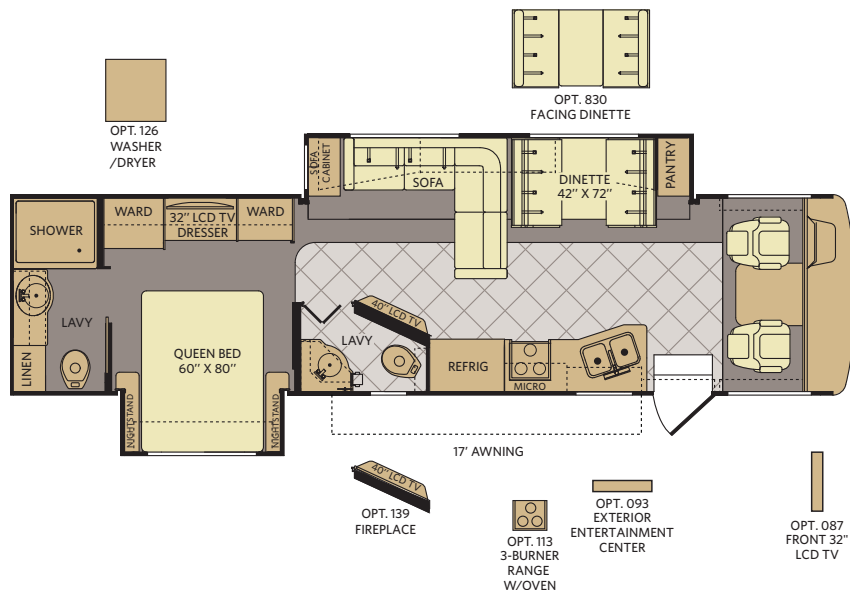 OPT. 830
FACING DINETTE
OPT. 126
WASHER
/DRYER
SOFA
CABINET
SOFA
DINETTE
42" X 72"
PANTRY
SHOWER
WARD
32" LCD TV
DRESSER
WARD
LAVY
LINEN
QUEEN BED
60" X 80"
NIGHTSTAND
NIGHTSTAND
40" LCD TV
LAVY
REFRIG
MICRO
17' AWNING
40" LCD TV
OPT. 139
FIREPLACE
OPT. 113
3-BURNER
RANGE
W/OVEN
OPT. 093
EXTERIOR
ENTERTAINMENT
CENTER
OPT. 087
FRONT 32"
LCD TV